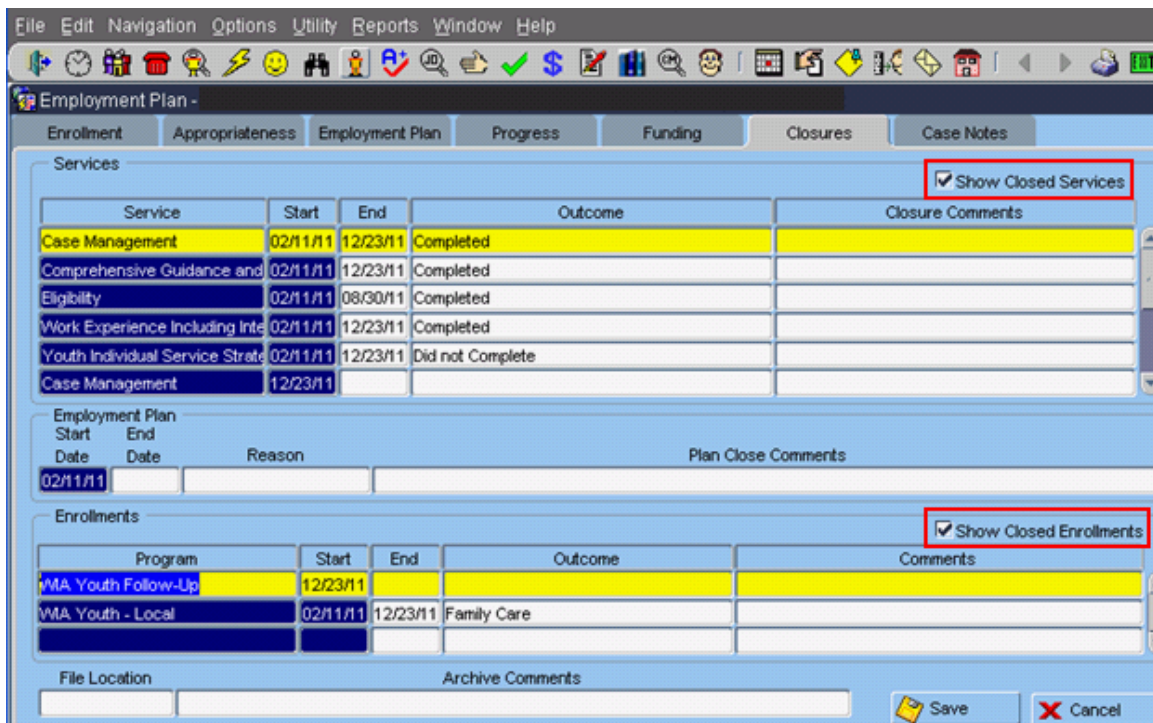 File Edit Navigation Options Utility Reports Window Help
Employment Plan -
Enrollment Appropriateness Employment Plan Progress Funding Closures Case Notes
Services
Show Closed Services
Service Start End Outcome Closure Comments
Case Management 02/11/11 12/23/11 Completed
Comprehensive Guidance and 02/11/11 12/23/11 Completed
Eligibility 02/11/11 08/30/11 Completed
Work Experience Including Inte 02/11/11 12/23/11 Completed
Youth Individual Service Strate 02/11/11 12/23/11 Did not Complete
Case Management 12/23/11
Employment Plan
Start End
Date Date Reason Plan Close Comments
02/11/11
Enrollments
Show Closed Enrollments
Program Start End Outcome Comments
WIA Youth Follow-Up 12/23/11
WIA Youth - Local 02/11/11 12/23/11 Family Care
File Location Archive Comments
Save Cancel